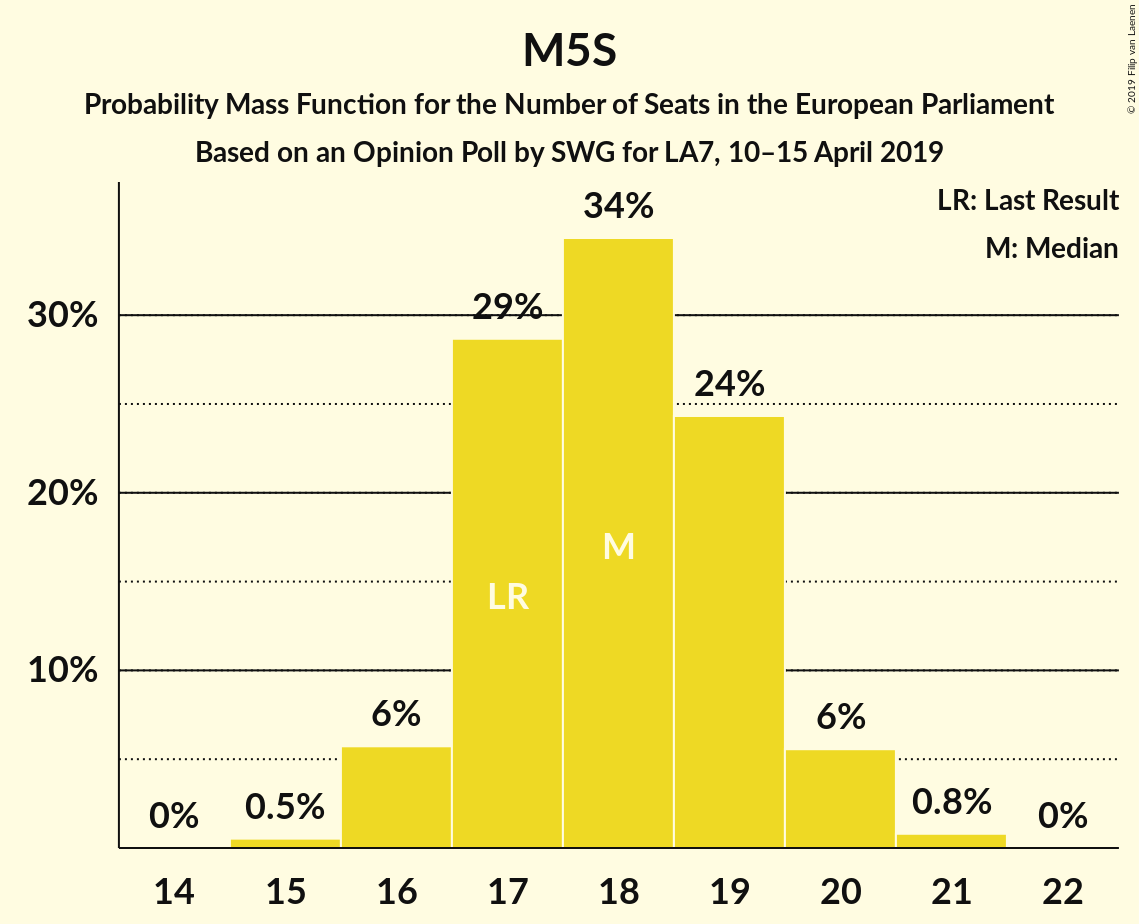 M5S
Probability Mass Function for the Number of Seats in the European Parliament
Based on an Opinion Poll by SWG for LA7, 10–15 April 2019
© 2019 Filip van Laenen
LR: Last Result
M: Median
34%
29%
30%
24%
20%
M
LR
10%
6%
6%
0%
0.5%
0.8%
0%
14 15 16 17 18 19 20 21 22